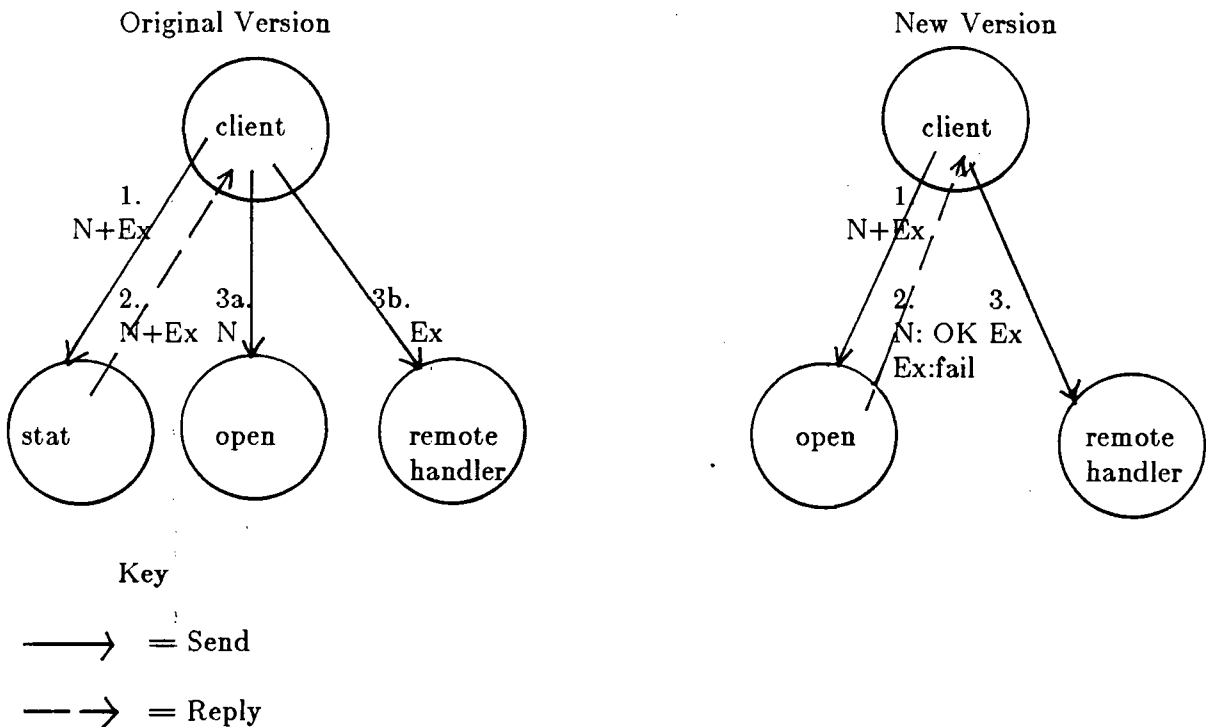 Original Version
client
1.
N+Ex
2.
N+Ex
3a.
N
3b.
Ex
stat
open
remote
handler
New Version
client
1.
N+Ex
2.
N: OK
Ex:fail
3.
Ex
open
remote
handler
Key
= Send
= Reply